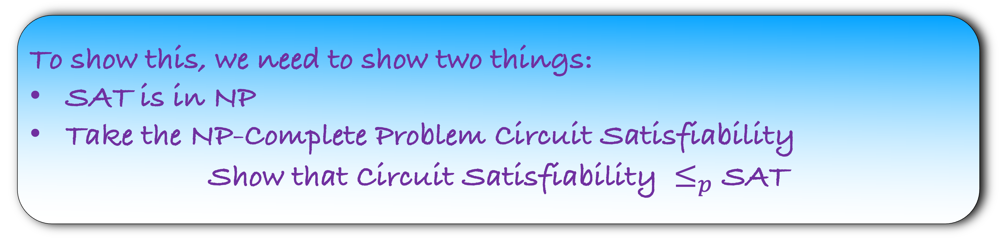 To show this, we need to show two things:
• SAT is in NP
• Take the NP-Complete Problem Circuit Satisfiability
Show that Circuit Satisfiability ≤ₚ SAT